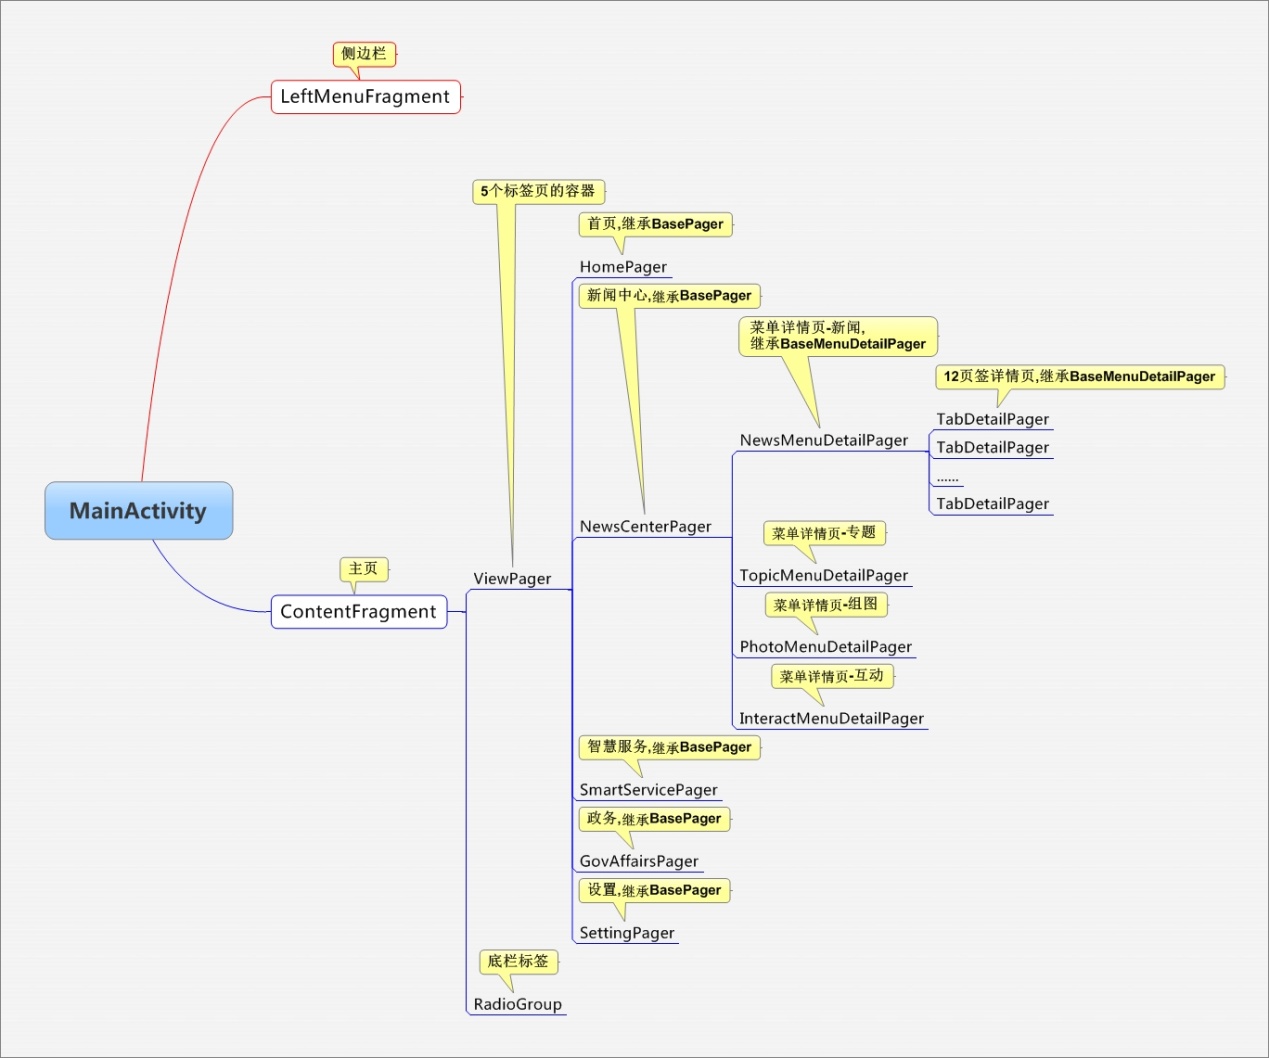 侧边栏
LeftMenuFragment
5个标签页的容器
首页,继承BasePager
HomePager
新闻中心,继承BasePager
菜单详情页-新闻,
继承BaseMenuDetailPager
12页签详情页,继承BaseMenuDetailPager
TabDetailPager
NewsMenuDetailPager
TabDetailPager
......
TabDetailPager
MainActivity
NewsCenterPager
菜单详情页-专题
主页
ViewPager
TopicMenuDetailPager
菜单详情页-组图
ContentFragment
PhotoMenuDetailPager
菜单详情页-互动
InteractMenuDetailPager
智慧服务,继承BasePager
SmartServicePager
政务,继承BasePager
GovAffairsPager
设置,继承BasePager
SettingPager
底栏标签
RadioGroup